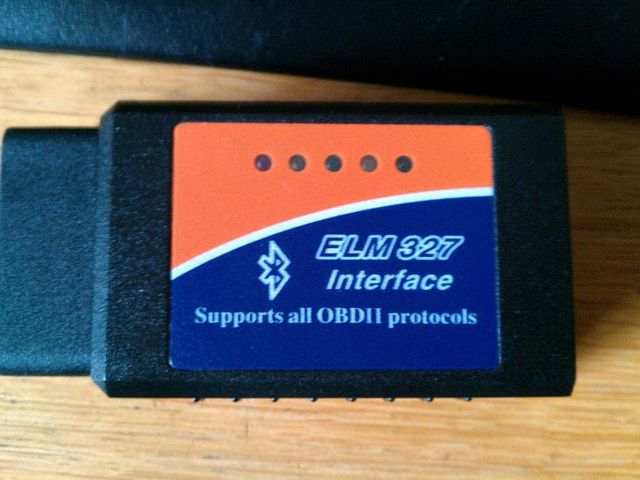 ELM 327
Interface
Supports all OBDII protocols